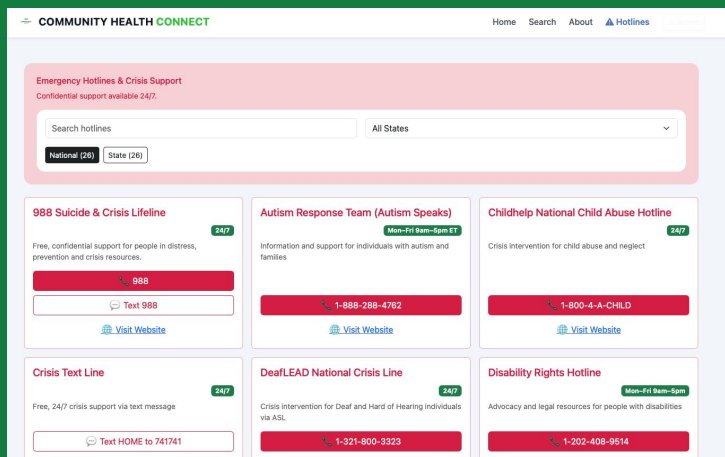 COMMUNITY HEALTH CONNECT
Home Search About Hotlines
Emergency Hotlines & Crisis Support
Confidential support available 24/7.
Search hotlines
All States
National (26) State (26)
988 Suicide & Crisis Lifeline
24/7
Free, confidential support for people in distress,
prevention and crisis resources.
988
Text 988
Visit Website
Autism Response Team (Autism Speaks)
Mon–Fri 9am–5pm ET
Information and support for individuals with autism and
families
1-888-288-4762
Visit Website
Childhelp National Child Abuse Hotline
24/7
Crisis intervention for child abuse and neglect
1-800-4-A-CHILD
Visit Website
Crisis Text Line
24/7
Free, 24/7 crisis support via text message
Text HOME to 741741
DeafLEAD National Crisis Line
24/7
Crisis intervention for Deaf and Hard of Hearing individuals
via ASL
1-321-800-3323
Disability Rights Hotline
Mon–Fri 9am–5pm
Advocacy and legal resources for people with disabilities
1-202-408-9514